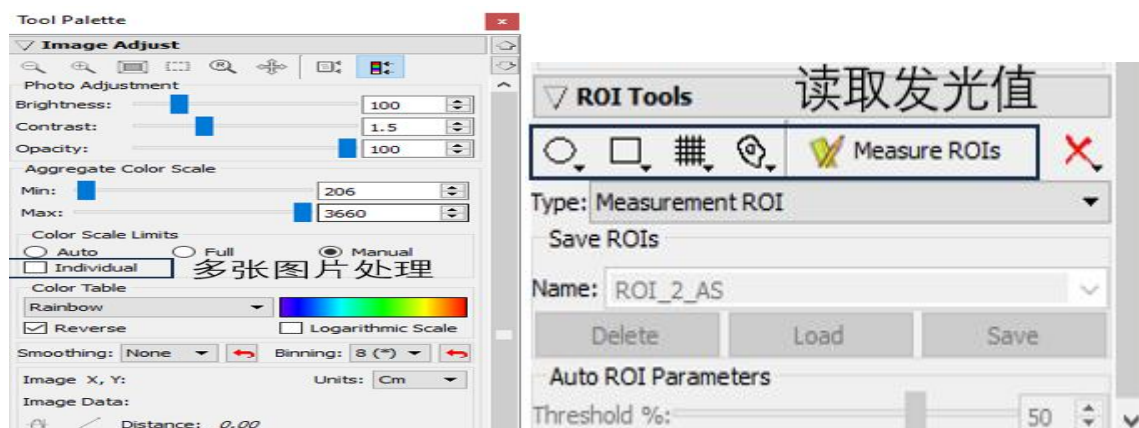 Tool Palette
Image Adjust
Photo Adjustment
Brightness: 100
Contrast: 1.5
Opacity: 100
Aggregate Color Scale
Min: 206
Max: 3660
Color Scale Limits
Auto Full Manual
Individual 多张图片处理
Color Table
Rainbow
Reverse Logarithmic Scale
Smoothing: None Binning: 8 (*)
Image X, Y: Units: Cm
Image Data:
Distance: 0.00
ROI Tools 读取发光值
Measure ROIs
Type: Measurement ROI
Save ROIs
Name: ROI_2_AS
Delete Load Save
Auto ROI Parameters
Threshold %: 50